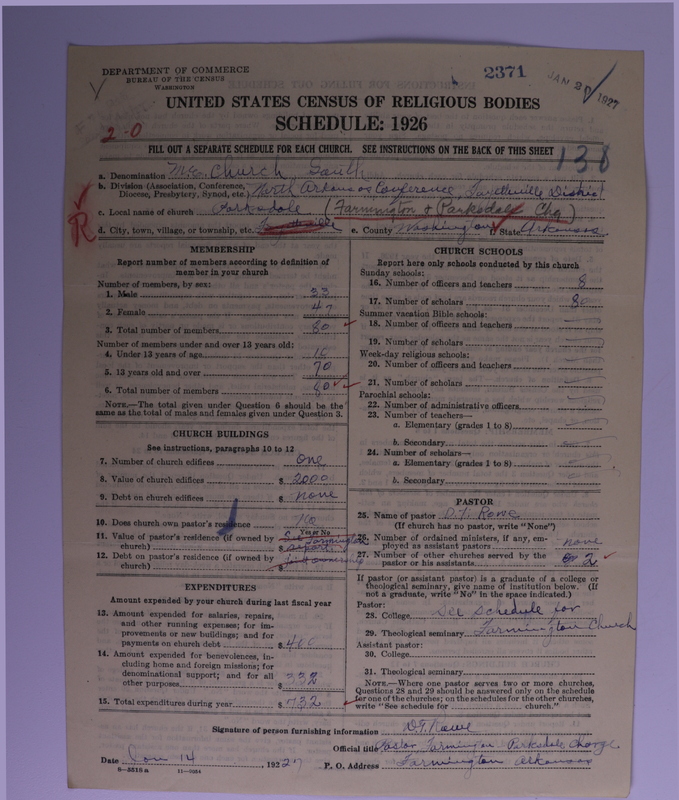 DEPARTMENT OF COMMERCE
BUREAU OF THE CENSUS
WASHINGTON
2371
JAN 20 1927
UNITED STATES CENSUS OF RELIGIOUS BODIES
SCHEDULE: 1926
2-0
FILL OUT A SEPARATE SCHEDULE FOR EACH CHURCH. SEE INSTRUCTIONS ON THE BACK OF THIS SHEET
138
a. Denomination M.E. Church, South
b. Division (Association, Conference, Diocese, Presbytery, Synod, etc.) North Arkansas Conference, Fayetteville District
c. Local name of church Parksdale (Farmington & Parksdale Chg)
R
d. City, town, village, or township, etc. Fayetteville e. County Washington f. State Arkansas
MEMBERSHIP
Report number of members according to definition of member in your church
Number of members, by sex:
1. Male 33
2. Female 47
3. Total number of members 80
Number of members under and over 13 years old:
4. Under 13 years of age 10
5. 13 years old and over 70
6. Total number of members 80
NOTE.—The total given under Question 6 should be the same as the total of males and females given under Question 3.
CHURCH BUILDINGS
See instructions, paragraphs 10 to 12
7. Number of church edifices one
8. Value of church edifices $ 2000
9. Debt on church edifices $ none
10. Does church own pastor's residence No
Yes or No
11. Value of pastor's residence (if owned by church) $ See Farmington report
12. Debt on pastor's residence (if owned by church) $
EXPENDITURES
Amount expended by your church during last fiscal year
13. Amount expended for salaries, repairs, and other running expenses; for improvements or new buildings; and for payments on church debt $ 400
14. Amount expended for benevolences, including home and foreign missions; for denominational support; and for all other purposes $ 332
15. Total expenditures during year $ 732
CHURCH SCHOOLS
Report here only schools conducted by this church
Sunday schools:
16. Number of officers and teachers 8
17. Number of scholars 80
Summer vacation Bible schools:
18. Number of officers and teachers
19. Number of scholars
Week-day religious schools:
20. Number of officers and teachers
21. Number of scholars
Parochial schools:
22. Number of administrative officers
23. Number of teachers—
a. Elementary (grades 1 to 8)
b. Secondary
24. Number of scholars—
a. Elementary (grades 1 to 8)
b. Secondary
PASTOR
25. Name of pastor D. T. Rowe
(If church has no pastor, write "None")
26. Number of ordained ministers, if any, employed as assistant pastors none
27. Number of other churches served by the pastor or his assistants 2
If pastor (or assistant pastor) is a graduate of a college or theological seminary, give name of institution below. (If not a graduate, write "No" in the space indicated.)
Pastor:
28. College See Schedule for
29. Theological seminary Farmington Church
Assistant pastor:
30. College
31. Theological seminary
NOTE.—Where one pastor serves two or more churches, Questions 28 and 29 should be answered only on the schedule for one of the churches; on the schedules for the other churches, write "See schedule for ____ church."
Signature of person furnishing information D. T. Rowe
Official title Pastor Farmington Parksdale Charge
Date Jan 14, 1927 P. O. Address Farmington Arkansas
6—5518 a 11—9034